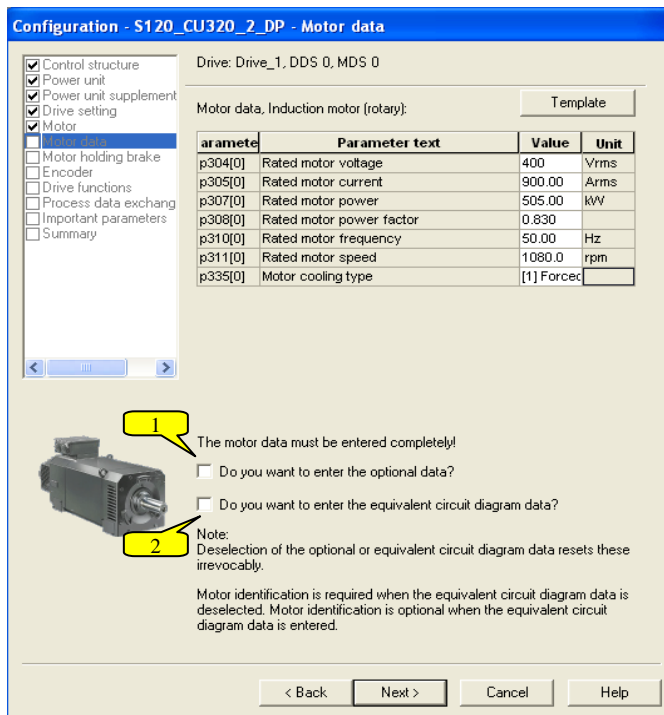 Configuration - S120_CU320_2_DP - Motor data
Control structure
Power unit
Power unit supplement
Drive setting
Motor
Motor data
Motor holding brake
Encoder
Drive functions
Process data exchang
Important parameters
Summary
Drive: Drive_1, DDS 0, MDS 0
Motor data, Induction motor (rotary):
Template
aramete Parameter text Value Unit
p304[0] Rated motor voltage 400 Vrms
p305[0] Rated motor current 900.00 Arms
p307[0] Rated motor power 505.00 kW
p308[0] Rated motor power factor 0.830
p310[0] Rated motor frequency 50.00 Hz
p311[0] Rated motor speed 1080.0 rpm
p335[0] Motor cooling type [1] Forced
1
The motor data must be entered completely!
Do you want to enter the optional data?
Do you want to enter the equivalent circuit diagram data?
2
Note:
Deselection of the optional or equivalent circuit diagram data resets these
irrevocably.
Motor identification is required when the equivalent circuit diagram data is
deselected. Motor identification is optional when the equivalent circuit
diagram data is entered.
< Back
Next >
Cancel
Help